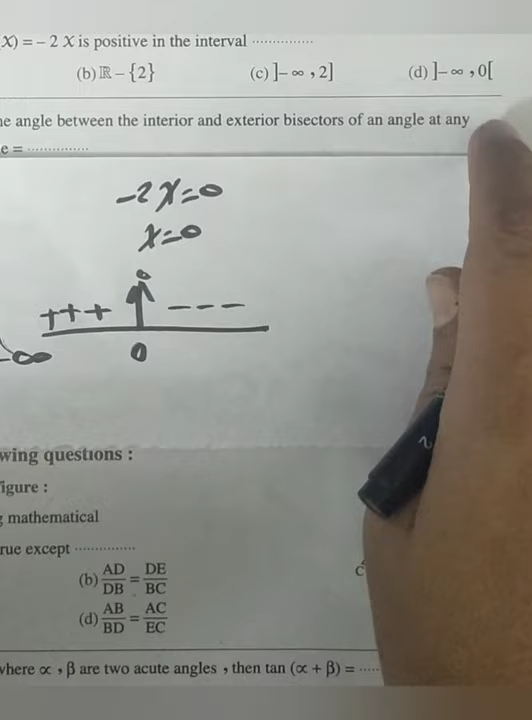 X) = – 2 X is positive in the interval ...............
(b) ℝ – {2} (c) ]– ∞ , 2] (d) ]– ∞ , 0[
ne angle between the interior and exterior bisectors of an angle at any
e = ...............
-2X=0
X=0
0
+++ ---
-∞ 0
wing questions :
igure :
g mathematical
rue except ...............
(b) AD/DB = DE/BC
(d) AB/BD = AC/EC
where ∝ , β are two acute angles , then tan (∝ + β) = .....